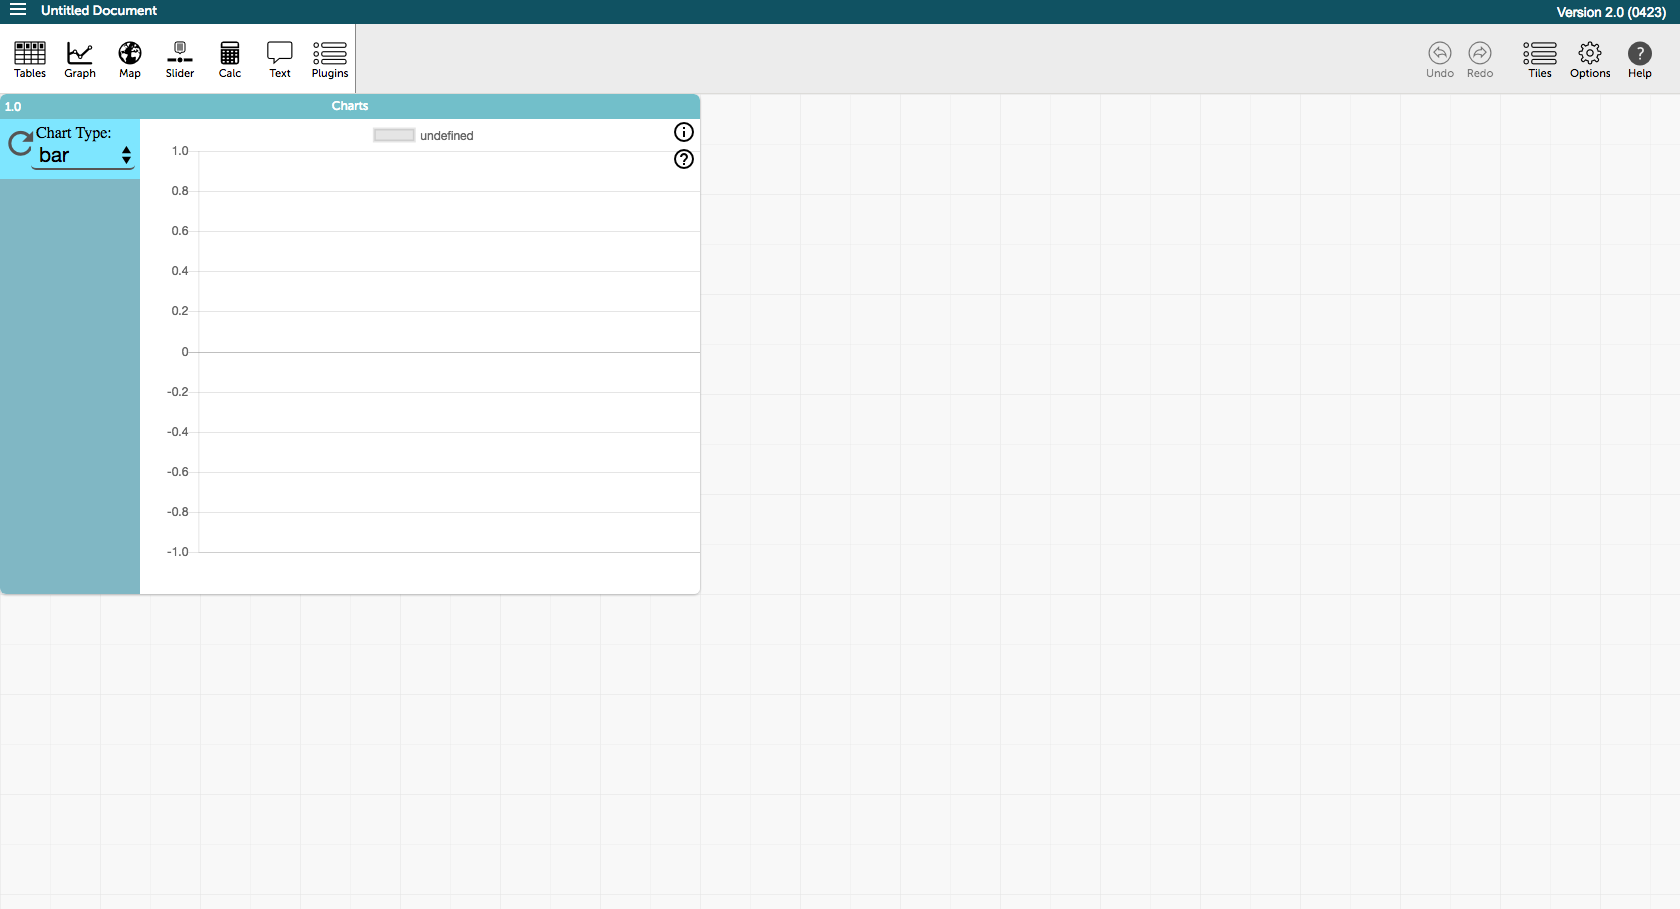 Untitled Document
Version 2.0 (0423)
Tables Graph Map Slider Calc Text Plugins
Undo Redo Tiles Options Help
1.0 Charts
Chart Type:
bar
undefined
1.0
0.8
0.6
0.4
0.2
0
-0.2
-0.4
-0.6
-0.8
-1.0